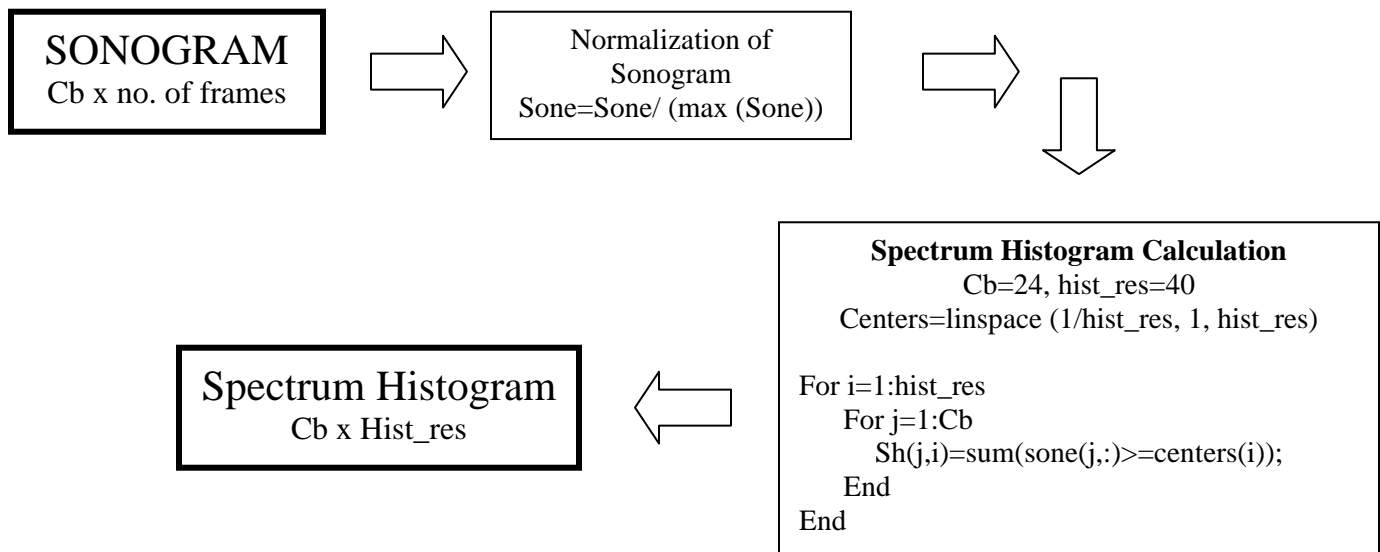 SONOGRAM
Cb x no. of frames
Normalization of
Sonogram
Sone=Sone/ (max (Sone))
Spectrum Histogram Calculation
Cb=24, hist_res=40
Centers=linspace (1/hist_res, 1, hist_res)
For i=1:hist_res
For j=1:Cb
Sh(j,i)=sum(sone(j,:)>=centers(i));
End
End
Spectrum Histogram
Cb x Hist_res